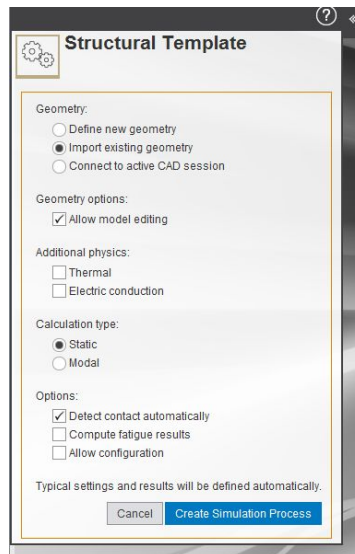 ?
Structural Template
Geometry:
Define new geometry
Import existing geometry
Connect to active CAD session
Geometry options:
Allow model editing
Additional physics:
Thermal
Electric conduction
Calculation type:
Static
Modal
Options:
Detect contact automatically
Compute fatigue results
Allow configuration
Typical settings and results will be defined automatically.
Cancel Create Simulation Process